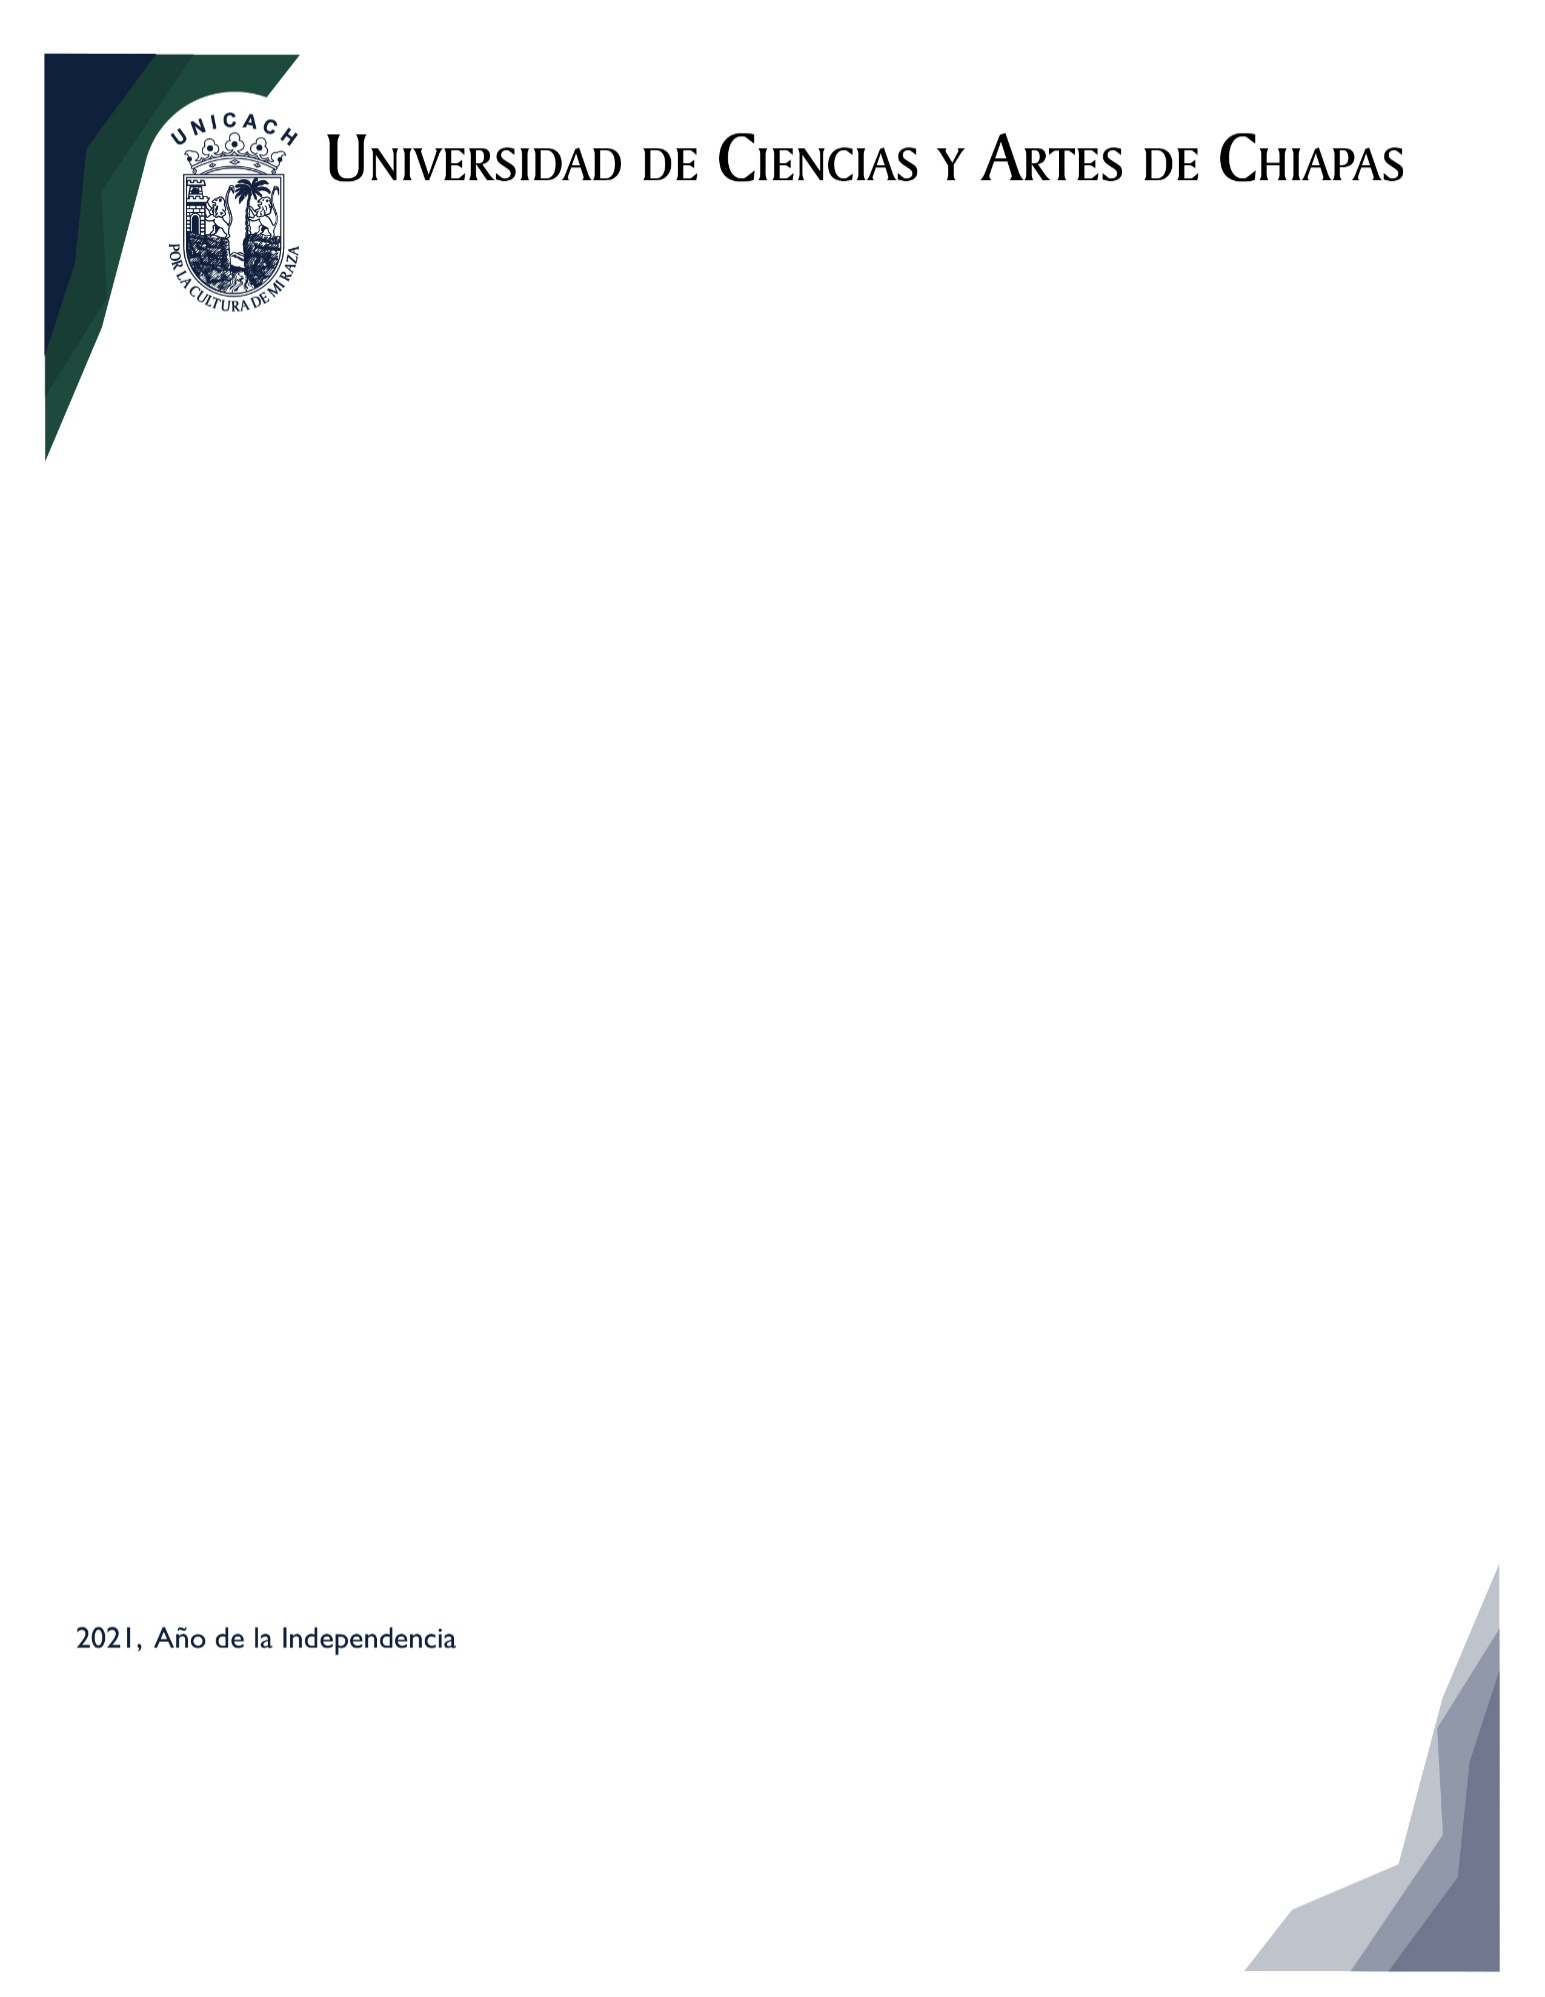 UNICACH
UNIVERSIDAD DE CIENCIAS Y ARTES DE CHIAPAS
POR LA CULTURA DE MI RAZA
2021, Año de la Independencia